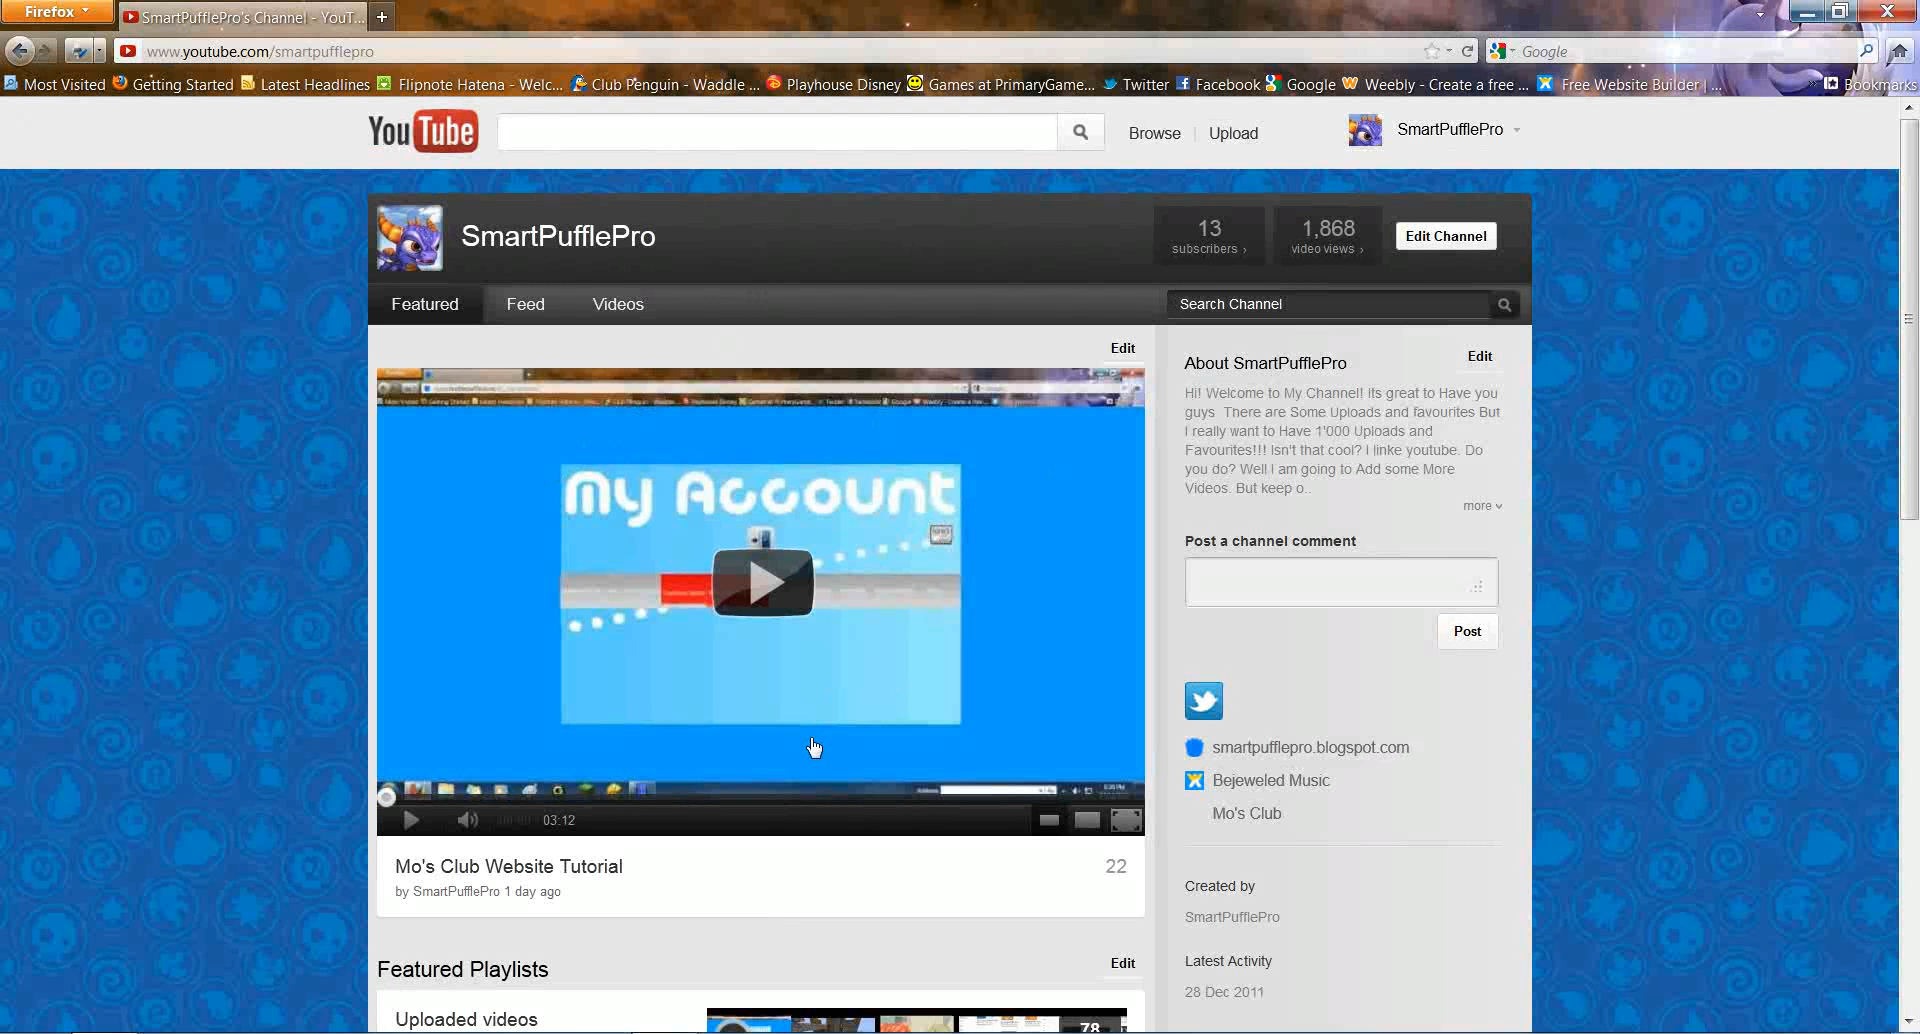 Firefox
SmartPufflePro's Channel - YouT...
www.youtube.com/smartpufflepro
Google
Most Visited
Getting Started
Latest Headlines
Flipnote Hatena - Welc...
Club Penguin - Waddle ...
Playhouse Disney
Games at PrimaryGame...
Twitter
Facebook
Google
Weebly - Create a free ...
Free Website Builder | ...
Bookmarks
YouTube
Browse
Upload
SmartPufflePro
SmartPufflePro
13
subscribers ›
1,868
video views ›
Edit Channel
Featured
Feed
Videos
Search Channel
Edit
My Account
03:12
Mo's Club Website Tutorial
22
by SmartPufflePro 1 day ago
Featured Playlists
Edit
Uploaded videos
78
About SmartPufflePro
Edit
Hi! Welcome to My Channel! Its great to Have you
guys There are Some Uploads and favourites But
I really want to Have 1'000 Uploads and
Favourites!!! Isn't that cool? I linke youtube. Do
you do? Well I am going to Add some More
Videos. But keep o..
more
Post a channel comment
Post
smartpufflepro.blogspot.com
Bejeweled Music
Mo's Club
Created by
SmartPufflePro
Latest Activity
28 Dec 2011